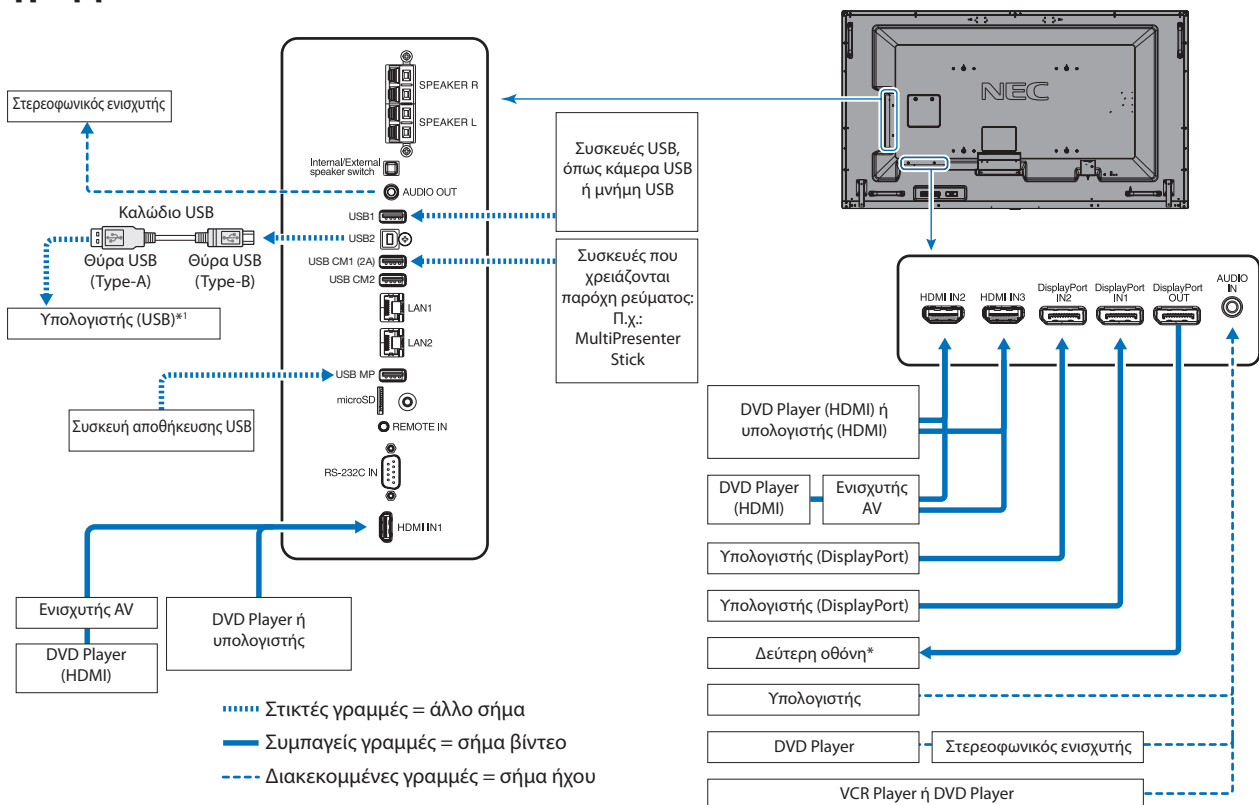 SPEAKER R
SPEAKER L
Internal/External
speaker switch
AUDIO OUT
USB1
USB2
USB CM1 (2A)
USB CM2
LAN1
LAN2
USB MP
microSD
REMOTE IN
RS-232C IN
HDMI IN1
Στερεοφωνικός ενισχυτής
Καλώδιο USB
Θύρα USB
(Type-A)
Θύρα USB
(Type-B)
Υπολογιστής (USB)*1
Συσκευή αποθήκευσης USB
Ενισχυτής AV
DVD Player
(HDMI)
DVD Player ή
υπολογιστής
Συσκευές USB,
όπως κάμερα USB
ή μνήμη USB
Συσκευές που
χρειάζονται
παρόχη ρεύματος:
Π.χ.:
MultiPresenter
Stick
NEC
HDMI IN2
HDMI IN3
DisplayPort
IN2
DisplayPort
IN1
DisplayPort
OUT
AUDIO
IN
DVD Player (HDMI) ή
υπολογιστής (HDMI)
DVD Player
(HDMI)
Ενισχυτής
AV
Υπολογιστής (DisplayPort)
Υπολογιστής (DisplayPort)
Δεύτερη οθόνη*
Υπολογιστής
DVD Player
Στερεοφωνικός ενισχυτής
VCR Player ή DVD Player
Στικτές γραμμές = άλλο σήμα
Συμπαγείς γραμμές = σήμα βίντεο
Διακεκομμένες γραμμές = σήμα ήχου